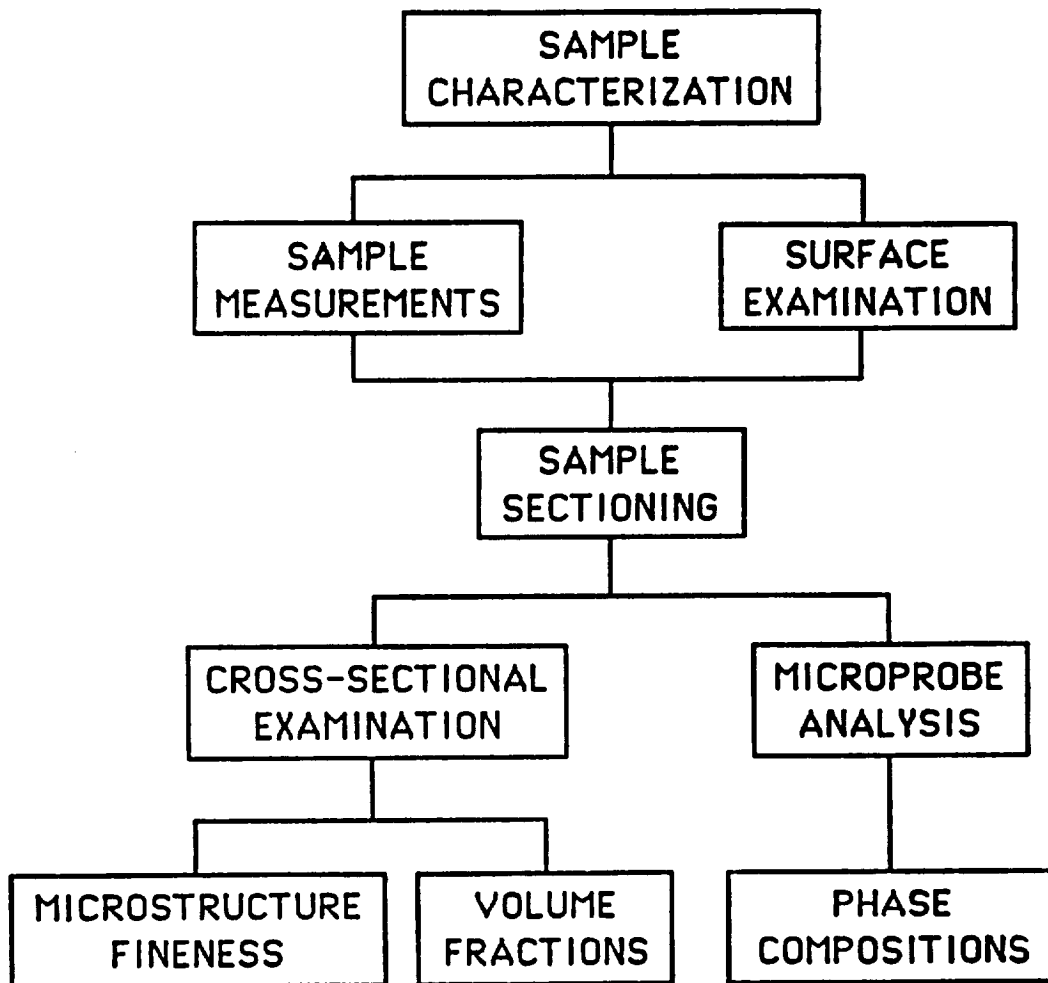 SAMPLE
CHARACTERIZATION
SAMPLE
MEASUREMENTS
SURFACE
EXAMINATION
SAMPLE
SECTIONING
CROSS-SECTIONAL
EXAMINATION
MICROPROBE
ANALYSIS
MICROSTRUCTURE
FINENESS
VOLUME
FRACTIONS
PHASE
COMPOSITIONS